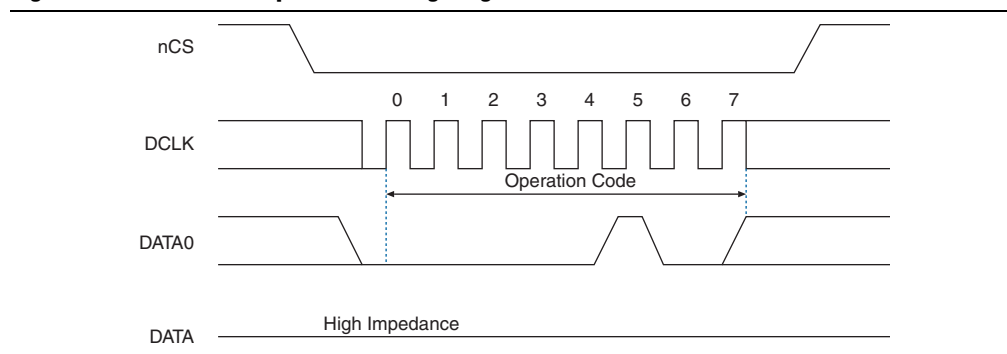 nCS
0 1 2 3 4 5 6 7
DCLK
Operation Code
DATA0
High Impedance
DATA